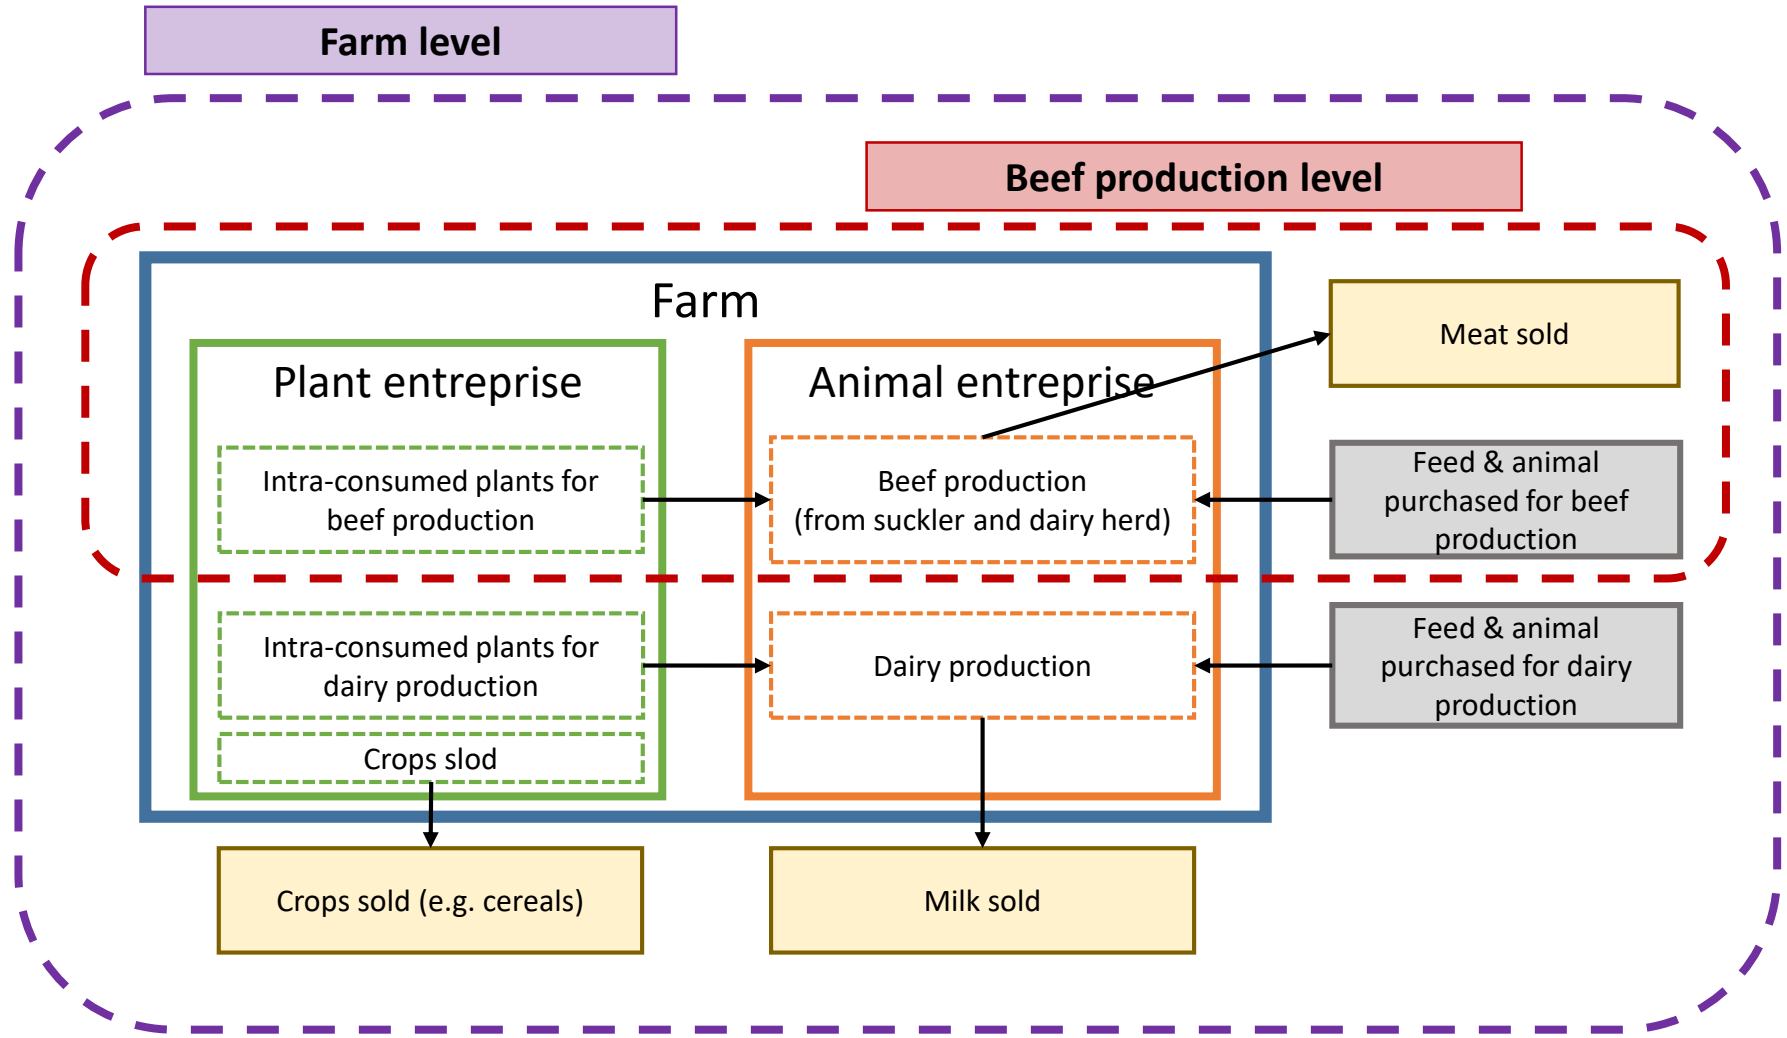 Farm level
Beef production level
Farm
Meat sold
Plant entreprise
Animal entreprise
Intra-consumed plants for
beef production
Beef production
(from suckler and dairy herd)
Feed & animal
purchased for beef
production
Intra-consumed plants for
dairy production
Dairy production
Feed & animal
purchased for dairy
production
Crops slod
Crops sold (e.g. cereals)
Milk sold